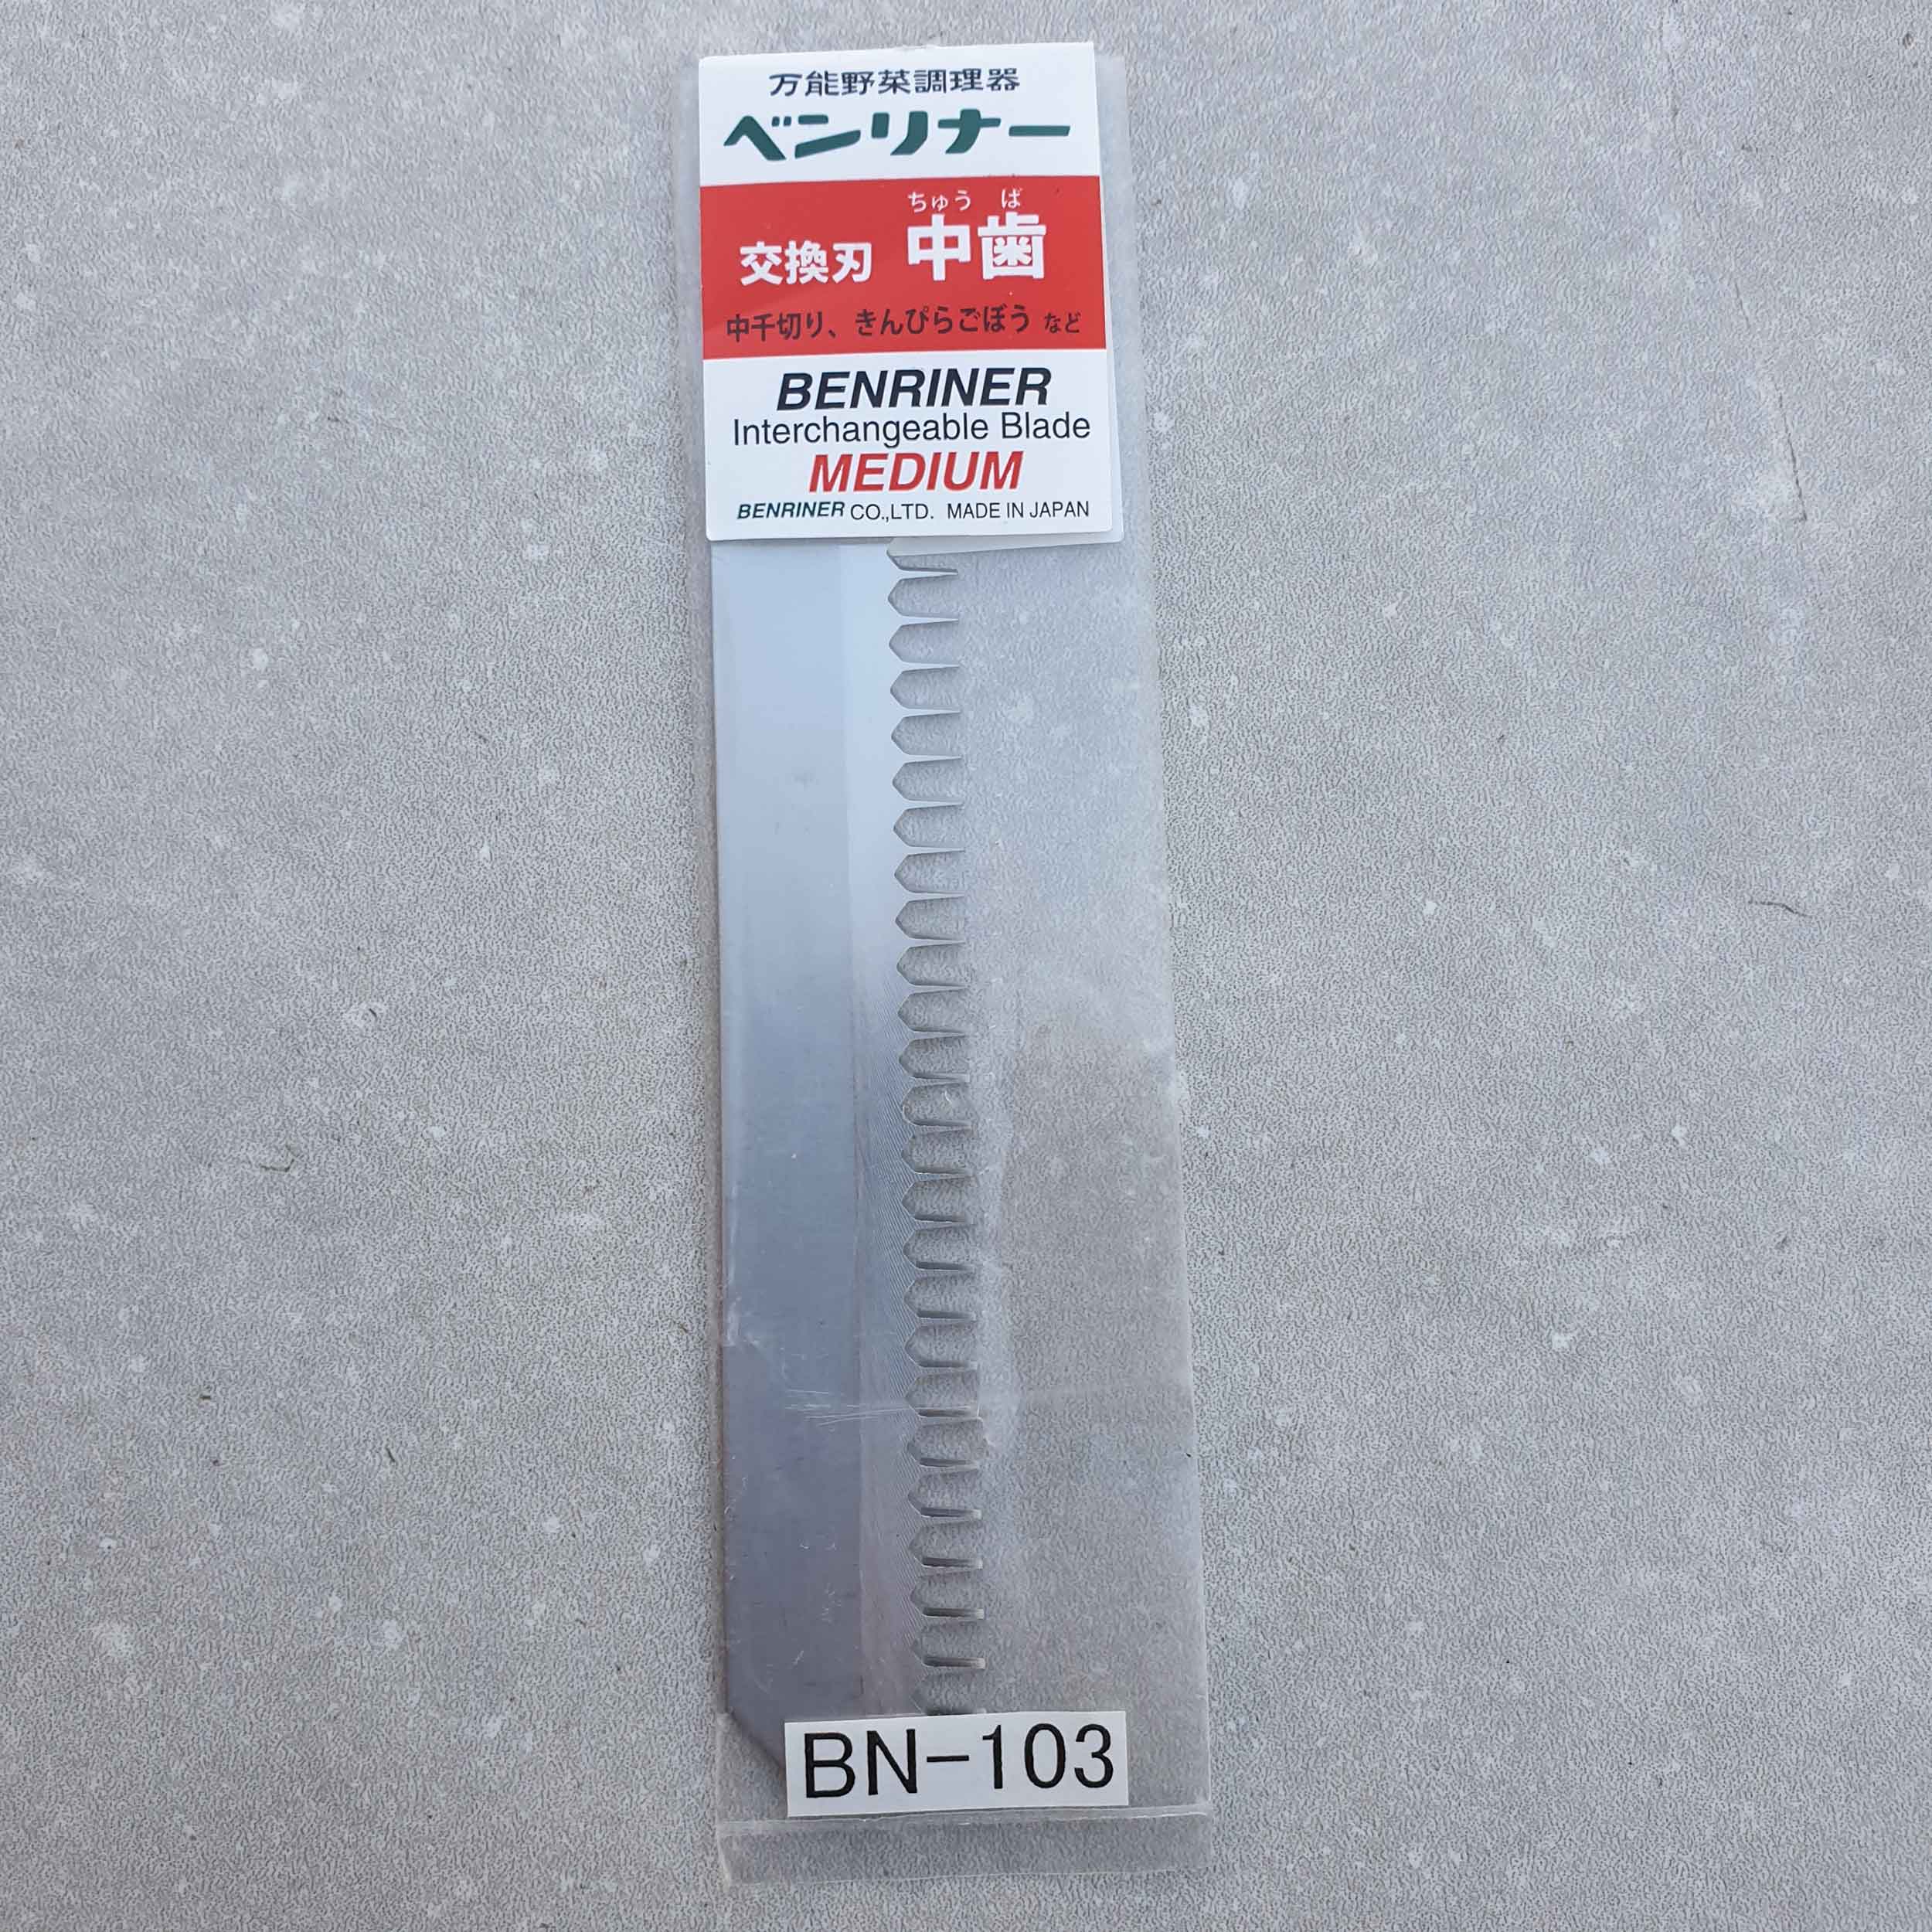 万能野菜調理器
ベンリナー
ちゅう ば
交換刃 中歯
中千切り、きんぴらごぼう など
BENRINER
Interchangeable Blade
MEDIUM
BENRINER CO.,LTD. MADE IN JAPAN
BN-103